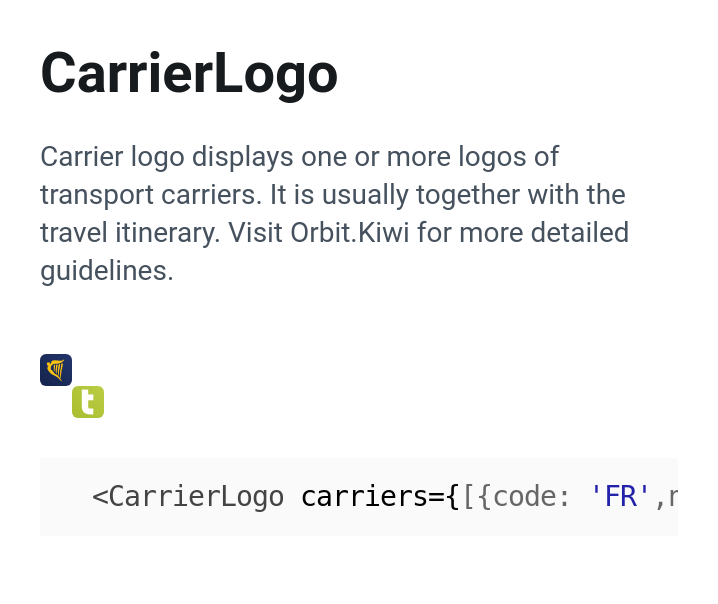 CarrierLogo
Carrier logo displays one or more logos of
transport carriers. It is usually together with the
travel itinerary. Visit Orbit.Kiwi for more detailed
guidelines.
t
<CarrierLogo carriers={[{code: 'FR',